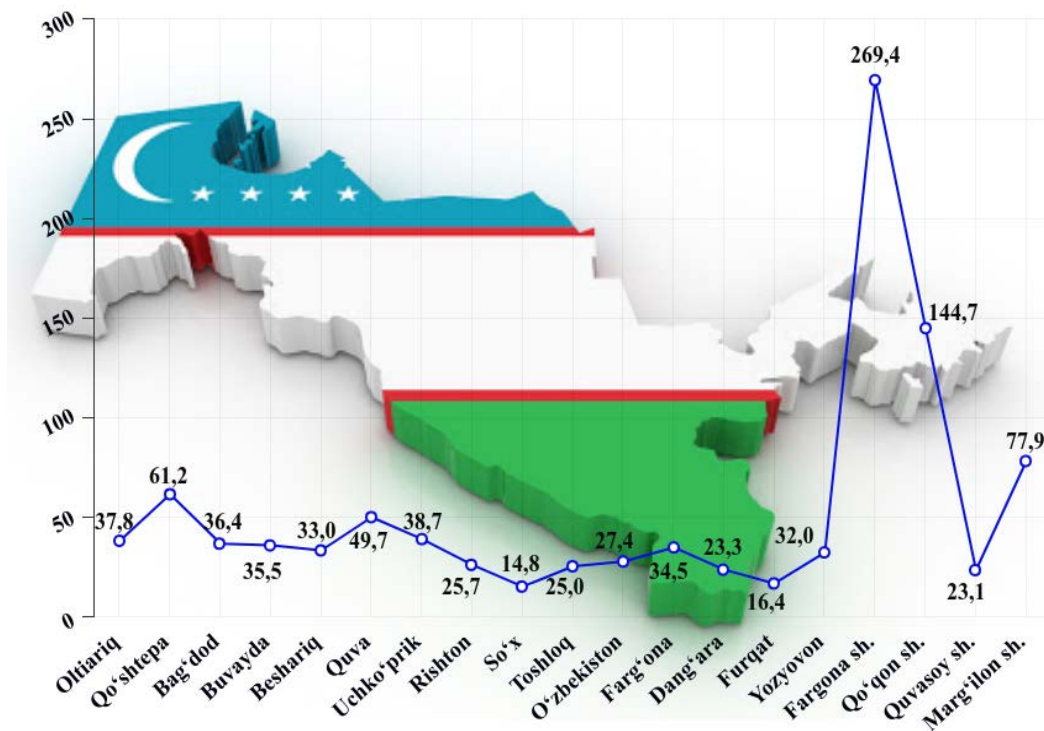 300
250
200
150
100
50
0
37,8
61,2
36,4
35,5
33,0
49,7
38,7
25,7
14,8
25,0
27,4
34,5
23,3
16,4
32,0
269,4
144,7
23,1
77,9
Oltiariq
Qo‘shtepa
Bag‘dod
Buvayda
Beshariq
Quva
Uchko‘prik
Rishton
So‘x
Toshloq
O‘zbekiston
Farg‘ona
Dang‘ara
Furqat
Yozyovon
Fargona sh.
Qo‘qon sh.
Quvasoy sh.
Marg‘ilon sh.